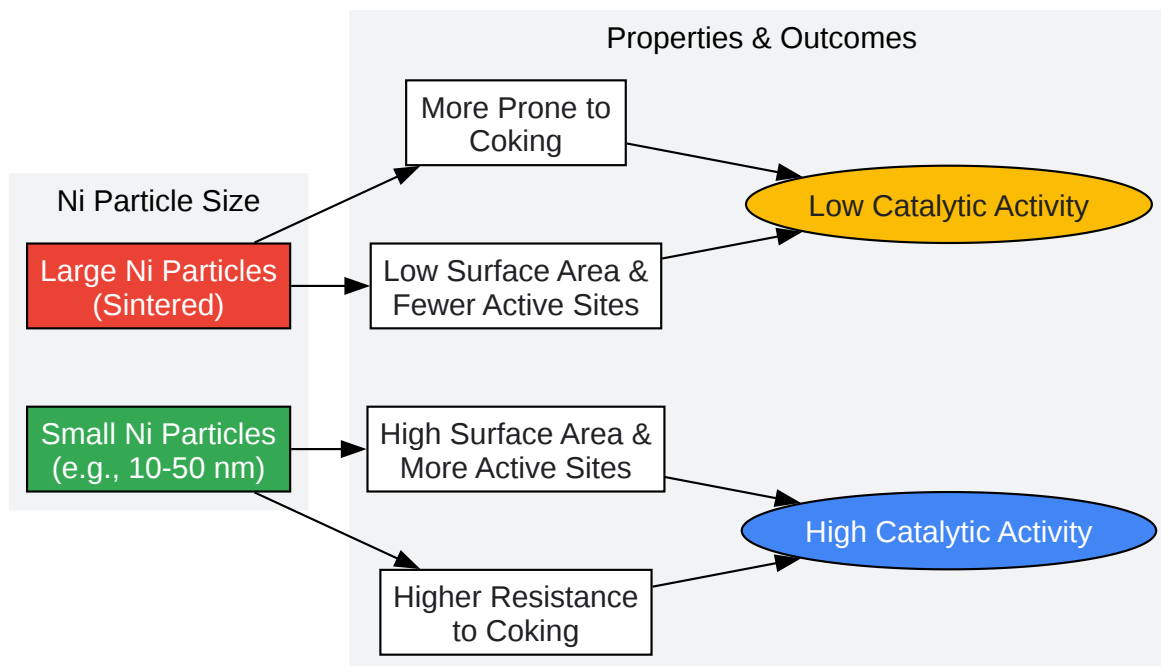 Properties & Outcomes
More Prone to
Coking
Ni Particle Size
Low Catalytic Activity
Large Ni Particles
(Sintered)
Low Surface Area &
Fewer Active Sites
Small Ni Particles
(e.g., 10-50 nm)
High Surface Area &
More Active Sites
High Catalytic Activity
Higher Resistance
to Coking